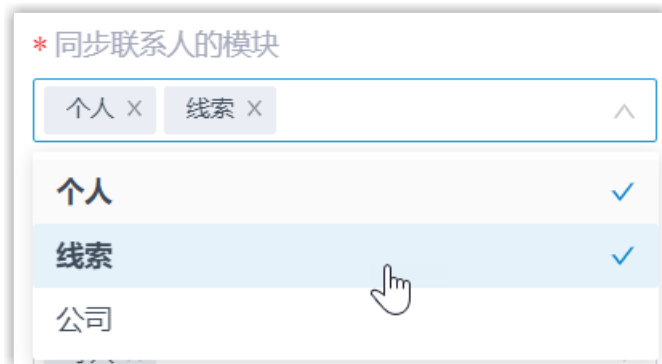 * 同步联系人的模块
个人 × 线索 ×
个人
线索
公司